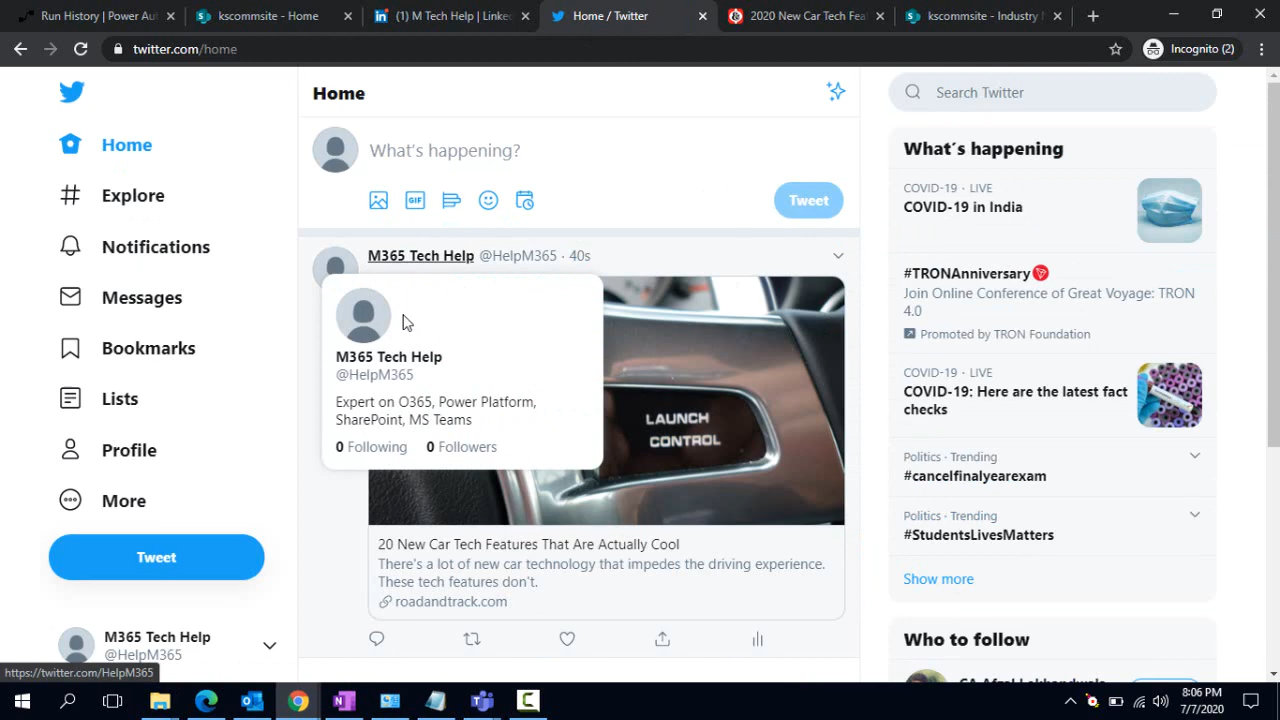 Run History | Power Au
kscommsite - Home
(1) M Tech Help | Linke
Home / Twitter
2020 New Car Tech Fea
kscommsite - Industry
twitter.com/home
Incognito (2)
Home
Explore
Notifications
Messages
Bookmarks
Lists
Profile
More
Tweet
M365 Tech Help
@HelpM365
https://twitter.com/HelpM365
Home
What's happening?
GIF
Tweet
M365 Tech Help @HelpM365 · 40s
M365 Tech Help
@HelpM365
Expert on O365, Power Platform,
SharePoint, MS Teams
0 Following 0 Followers
LAUNCH
CONTROL
20 New Car Tech Features That Are Actually Cool
There's a lot of new car technology that impedes the driving experience.
These tech features don't.
roadandtrack.com
Search Twitter
What's happening
COVID-19 · LIVE
COVID-19 in India
#TRONAnniversary
Join Online Conference of Great Voyage: TRON
4.0
Promoted by TRON Foundation
COVID-19 · LIVE
COVID-19: Here are the latest fact
checks
Politics · Trending
#cancelfinalyearexam
Politics · Trending
#StudentsLivesMatters
Show more
Who to follow
8:06 PM
7/7/2020